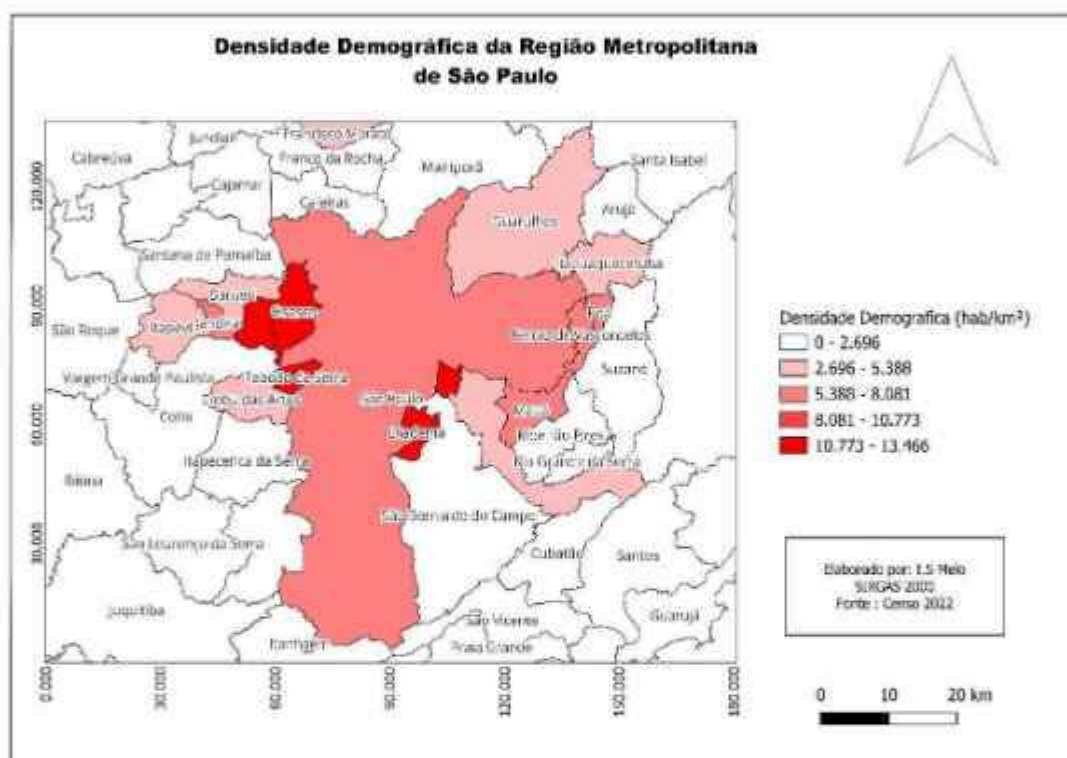 Densidade Demográfica da Região Metropolitana
de São Paulo
Francisco Morato
Jundiaí
Cabreúva
Franco da Rocha
Mariporã
Santa Isabel
Cajamar
Caieiras
Arujá
Guarulhos
Santana de Parnaíba
Itaquaquecetuba
Barueri
Osasco
Poá
São Roque
Itapevi
Jandira
Ferraz de Vasconcelos
Suzano
Vargem Grande Paulista
Taboão da Serra
Cotia
Embu das Artes
São Paulo
Mauá
Diadema
Ribeirão Pires
Itapecerica da Serra
Rio Grande da Serra
Ibiúna
São Bernardo do Campo
São Lourenço da Serra
Cubatão
Santos
Juquitiba
São Vicente
Guarujá
Itanhaém
Praia Grande
120.000
90.000
60.000
30.000
0.000
30.000
60.000
90.000
120.000
150.000
180.000
Densidade Demografica (hab/km²)
0 - 2.696
2.696 - 5.388
5.388 - 8.081
8.081 - 10.773
10.773 - 13.466
Elaborado por: I.S Melo
SIRGAS 2000
Fonte : Censo 2022
0 10 20 km